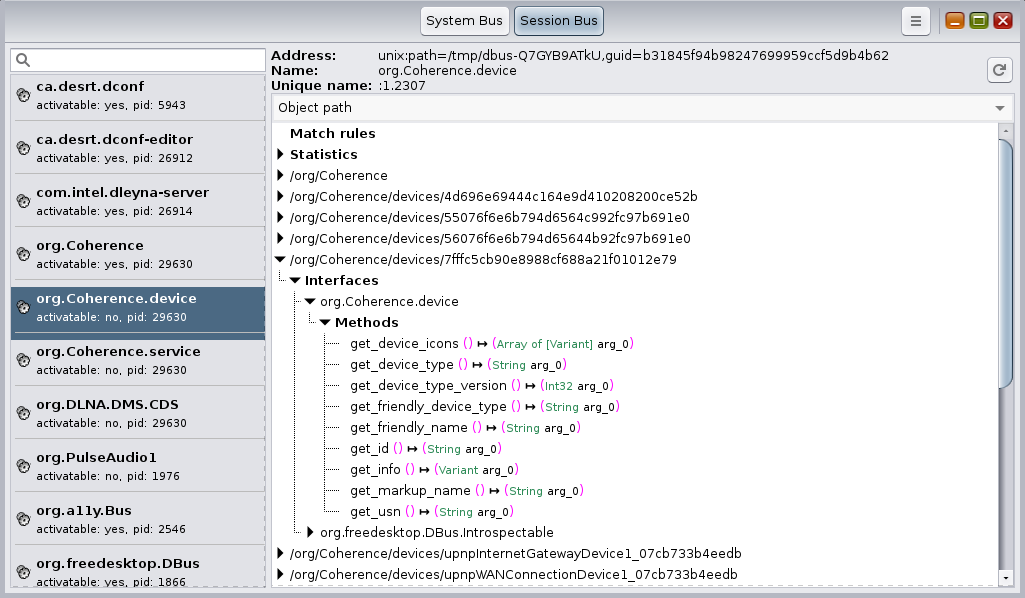 System Bus Session Bus
ca.desrt.dconf
activatable: yes, pid: 5943
ca.desrt.dconf-editor
activatable: yes, pid: 26912
com.intel.dleyna-server
activatable: yes, pid: 26914
org.Coherence
activatable: yes, pid: 29630
org.Coherence.device
activatable: no, pid: 29630
org.Coherence.service
activatable: no, pid: 29630
org.DLNA.DMS.CDS
activatable: no, pid: 29630
org.PulseAudio1
activatable: no, pid: 1976
org.a11y.Bus
activatable: yes, pid: 2546
org.freedesktop.DBus
activatable: yes, pid: 1866
Address: unix:path=/tmp/dbus-Q7GYB9ATkU,guid=b31845f94b98247699959ccf5d9b4b62
Name: org.Coherence.device
Unique name: :1.2307
Object path
Match rules
Statistics
/org/Coherence
/org/Coherence/devices/4d696e69444c164e9d410208200ce52b
/org/Coherence/devices/55076f6e6b794d6564c992fc97b691e0
/org/Coherence/devices/56076f6e6b794d65644b92fc97b691e0
/org/Coherence/devices/7fffc5cb90e8988cf688a21f01012e79
Interfaces
org.Coherence.device
Methods
get_device_icons () ↦ (Array of [Variant] arg_0)
get_device_type () ↦ (String arg_0)
get_device_type_version () ↦ (Int32 arg_0)
get_friendly_device_type () ↦ (String arg_0)
get_friendly_name () ↦ (String arg_0)
get_id () ↦ (String arg_0)
get_info () ↦ (Variant arg_0)
get_markup_name () ↦ (String arg_0)
get_usn () ↦ (String arg_0)
org.freedesktop.DBus.Introspectable
/org/Coherence/devices/upnpInternetGatewayDevice1_07cb733b4eedb
/org/Coherence/devices/upnpWANConnectionDevice1_07cb733b4eedb